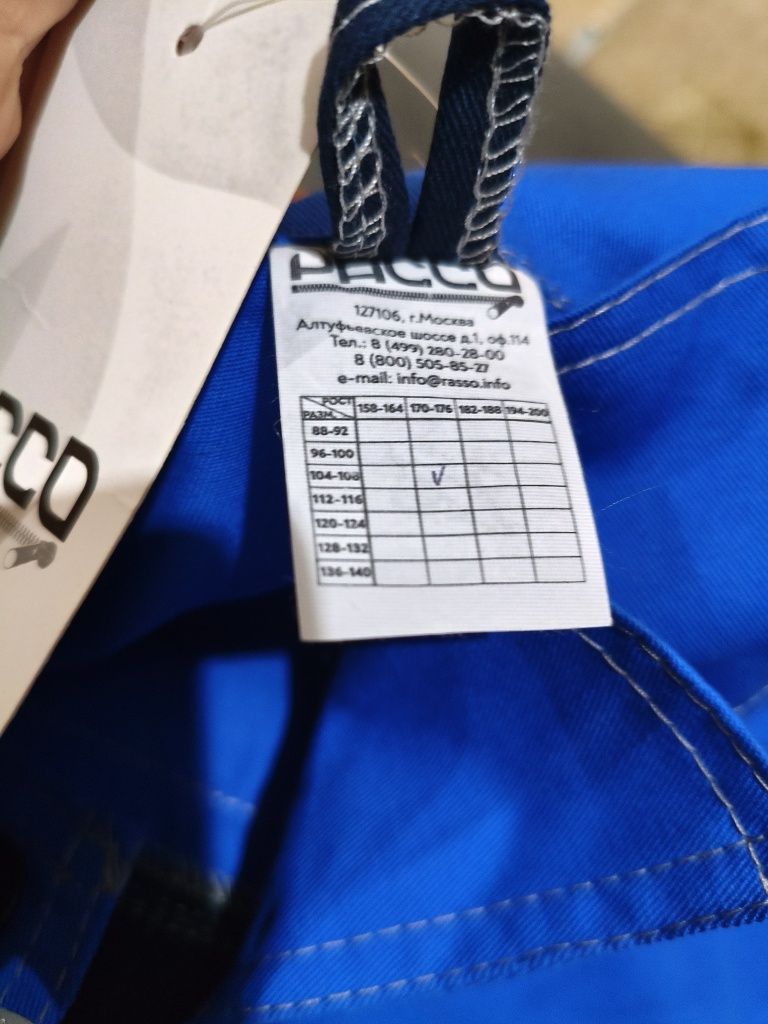 РАССО
127106, г.Москва
Алтуфьевское шоссе д.1, оф.114
Тел.: 8 (499) 280-28-00
8 (800) 505-85-27
e-mail: info@rasso.info
РОСТ
РАЗМ. 158-164 170-176 182-188 194-200
88-92
96-100
104-108 V
112-116
120-124
128-132
136-140
ССО